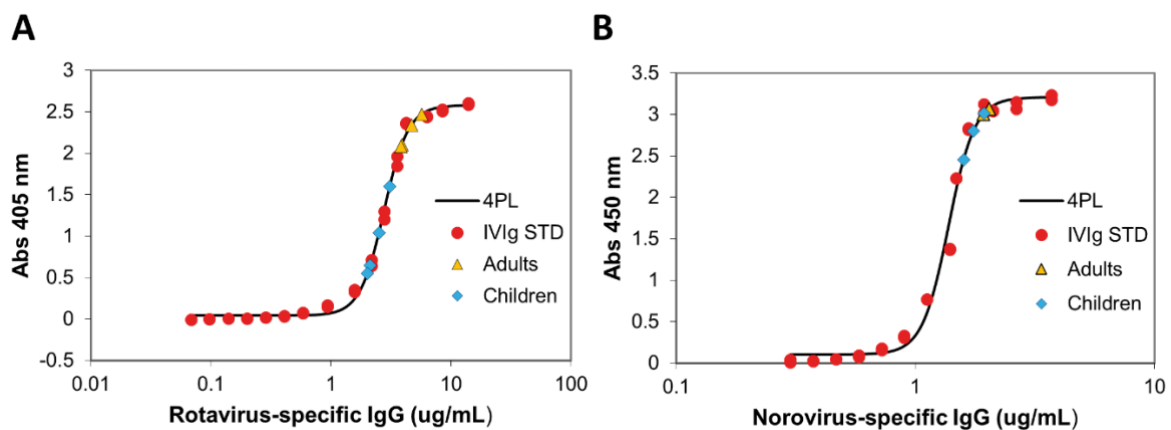 A
3
2.5
2
1.5
1
0.5
0
-0.5
0.01
0.1
1
10
100
Abs 405 nm
Rotavirus-specific IgG (ug/mL)
4PL
IVIg STD
Adults
Children
B
3.5
3
2.5
2
1.5
1
0.5
0
0.1
1
10
Abs 450 nm
Norovirus-specific IgG (ug/mL)
4PL
IVIg STD
Adults
Children